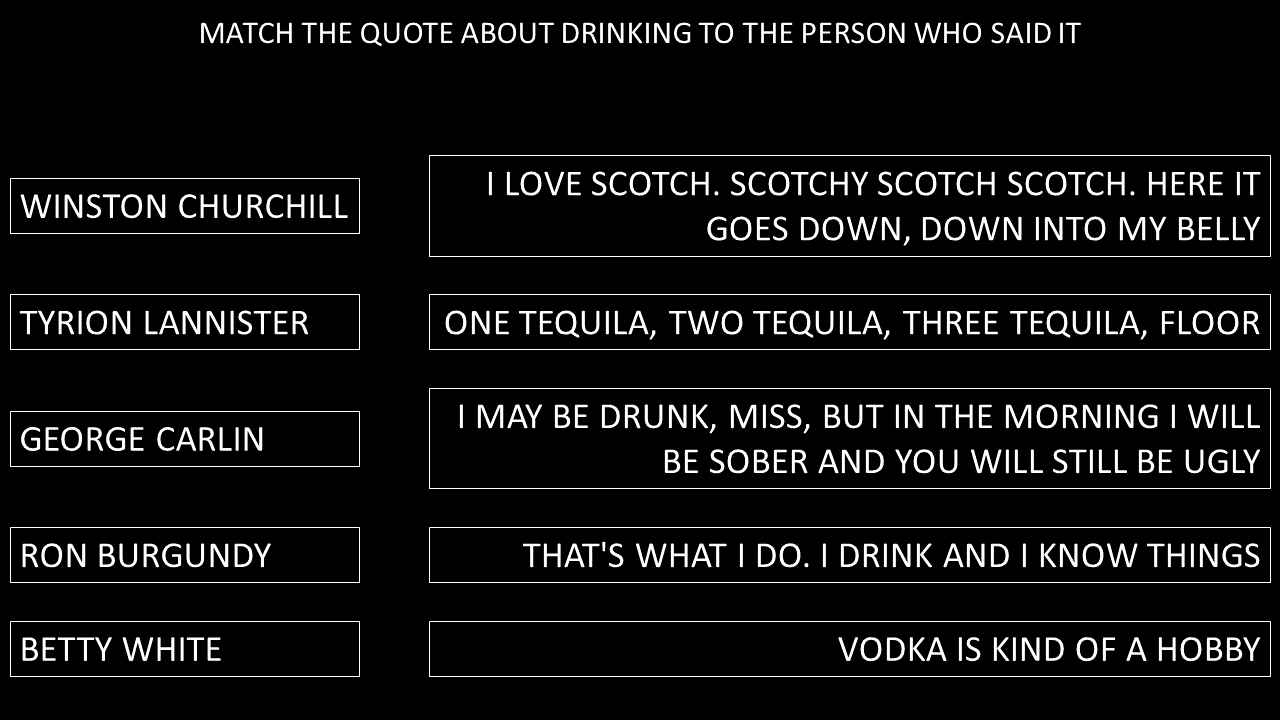 MATCH THE QUOTE ABOUT DRINKING TO THE PERSON WHO SAID IT
WINSTON CHURCHILL
I LOVE SCOTCH. SCOTCHY SCOTCH SCOTCH. HERE IT
GOES DOWN, DOWN INTO MY BELLY
TYRION LANNISTER
ONE TEQUILA, TWO TEQUILA, THREE TEQUILA, FLOOR
GEORGE CARLIN
I MAY BE DRUNK, MISS, BUT IN THE MORNING I WILL
BE SOBER AND YOU WILL STILL BE UGLY
RON BURGUNDY
THAT'S WHAT I DO. I DRINK AND I KNOW THINGS
BETTY WHITE
VODKA IS KIND OF A HOBBY